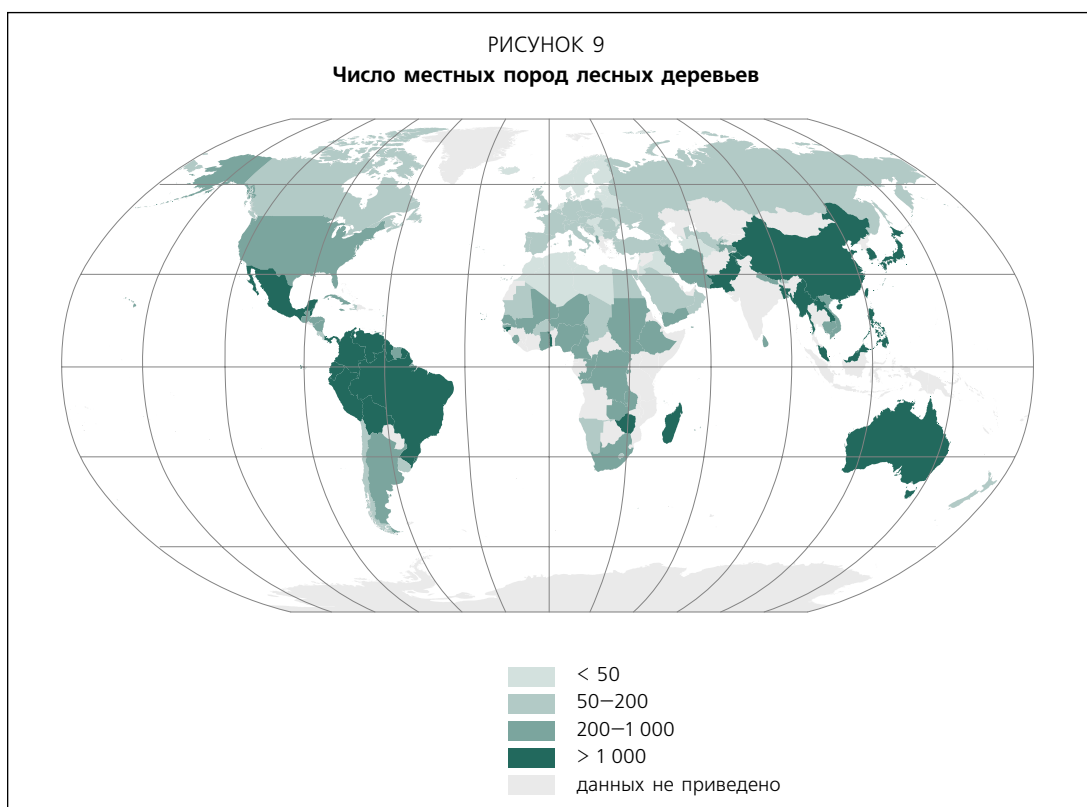 РИСУНОК 9
Число местных пород лесных деревьев
< 50
50–200
200–1 000
> 1 000
данных не приведено